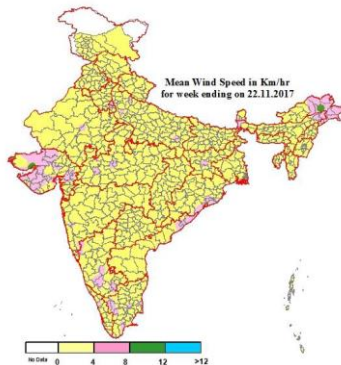 Mean Wind Speed in Km/hr
for week ending on 22.11.2017
No Data 0 4 8 12 >12